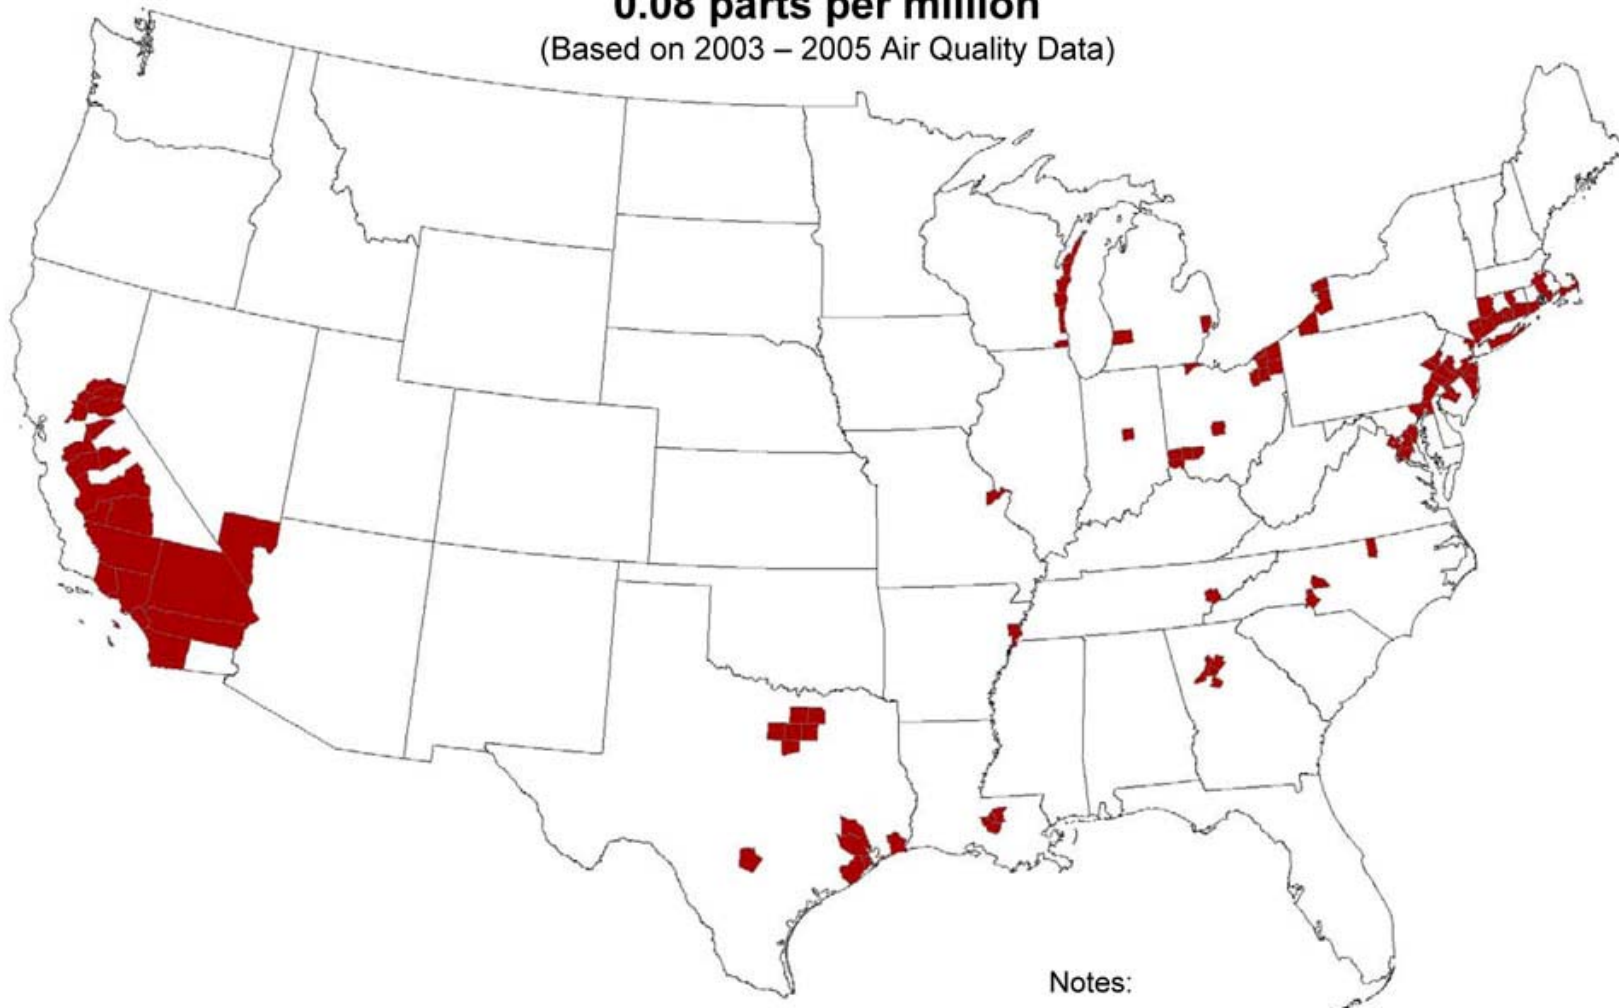 0.08 parts per million
(Based on 2003 – 2005 Air Quality Data)
Notes: